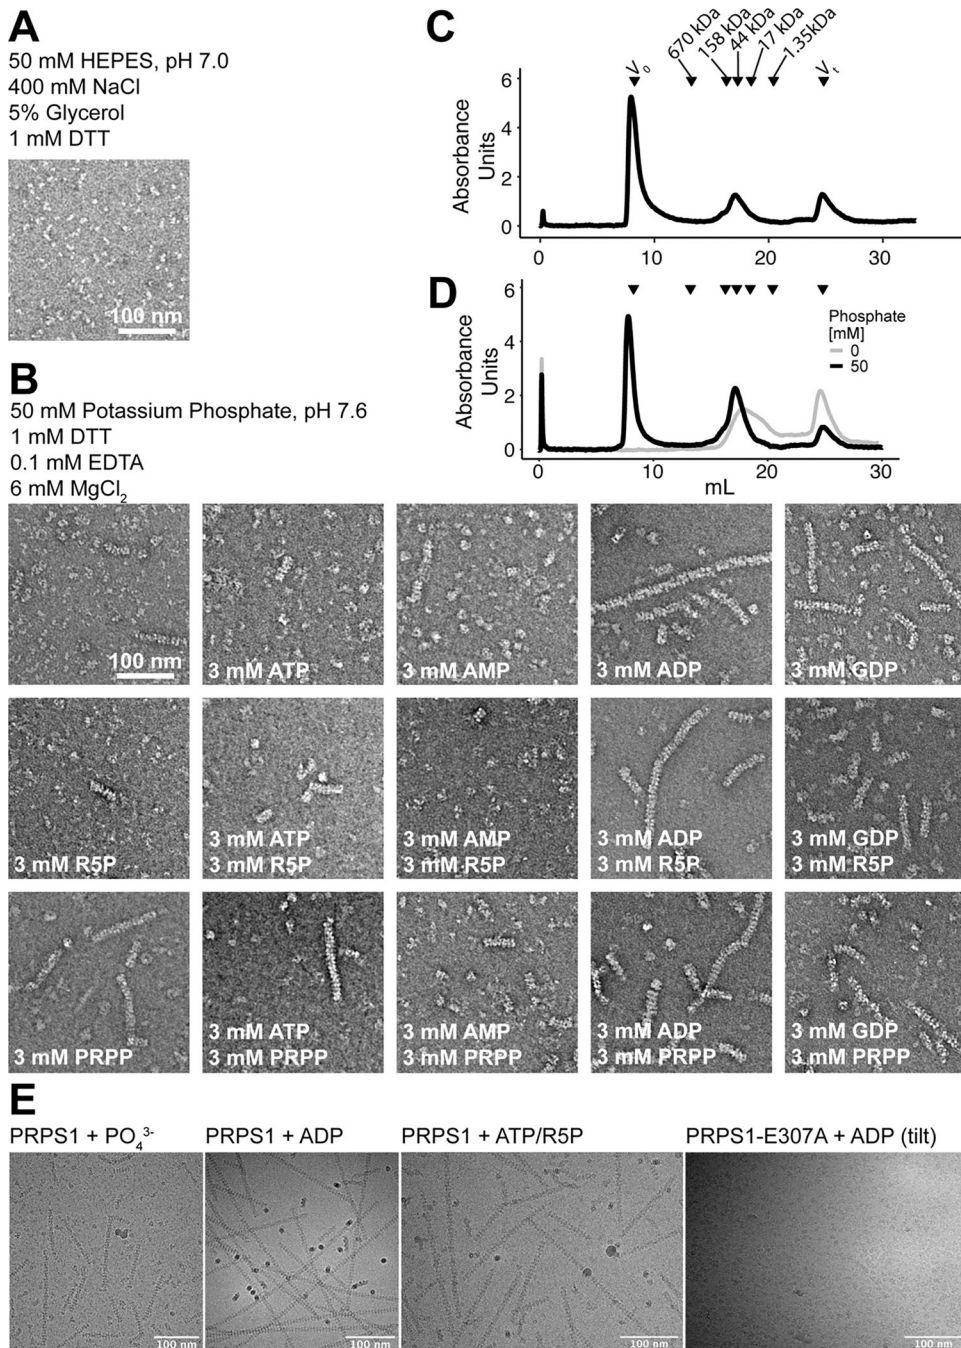 A
50 mM HEPES, pH 7.0
400 mM NaCl
5% Glycerol
1 mM DTT
100 nm
B
50 mM Potassium Phosphate, pH 7.6
1 mM DTT
0.1 mM EDTA
6 mM MgCl₂
100 nm
3 mM ATP
3 mM AMP
3 mM ADP
3 mM GDP
3 mM R5P
3 mM ATP
3 mM R5P
3 mM AMP
3 mM R5P
3 mM ADP
3 mM R5P
3 mM GDP
3 mM R5P
3 mM PRPP
3 mM ATP
3 mM PRPP
3 mM AMP
3 mM PRPP
3 mM ADP
3 mM PRPP
3 mM GDP
3 mM PRPP
C
V₀
670 kDa
158 kDa
44 kDa
17 kDa
1.35kDa
Vₜ
Absorbance
Units
6
4
2
0
0 10 20 30
D
Absorbance
Units
6
4
2
0
Phosphate
[mM]
0
50
0 10 20 30
mL
E
PRPS1 + PO₄³⁻
100 nm
PRPS1 + ADP
100 nm
PRPS1 + ATP/R5P
100 nm
PRPS1-E307A + ADP (tilt)
100 nm